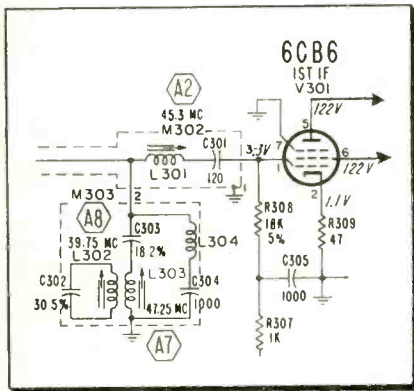 6CB6
1ST IF
V301
122V
A2
45.3 MC
M302
C301
120
L301
1
5
7
6
122V
2
1.1V
M303
2
A8
39.75 MC
L302
C303
18.2%
L304
R308
18K
5%
R309
47
C302
30.5%
L303
47.25 MC
C304
1000
C305
1000
A7
R307
1K